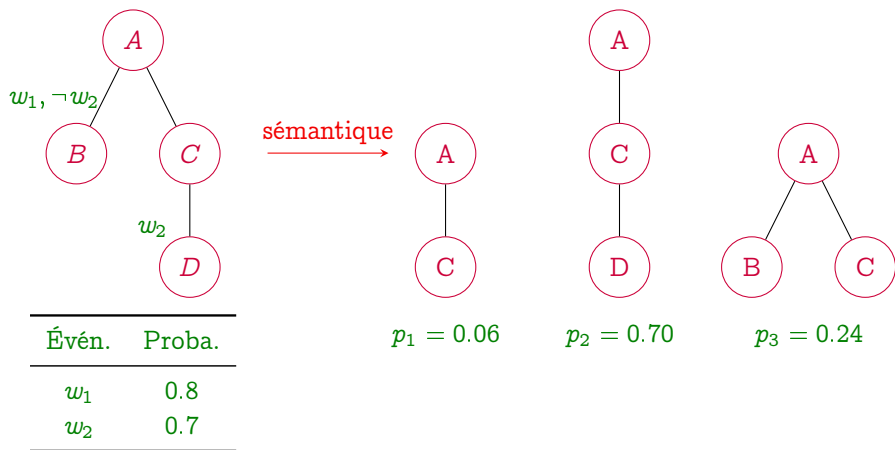 A
w₁, ¬w₂
B
C
w₂
D
Évén. Proba.
w₁ 0.8
w₂ 0.7
sémantique
A
C
p₁ = 0.06
A
C
D
p₂ = 0.70
A
B C
p₃ = 0.24